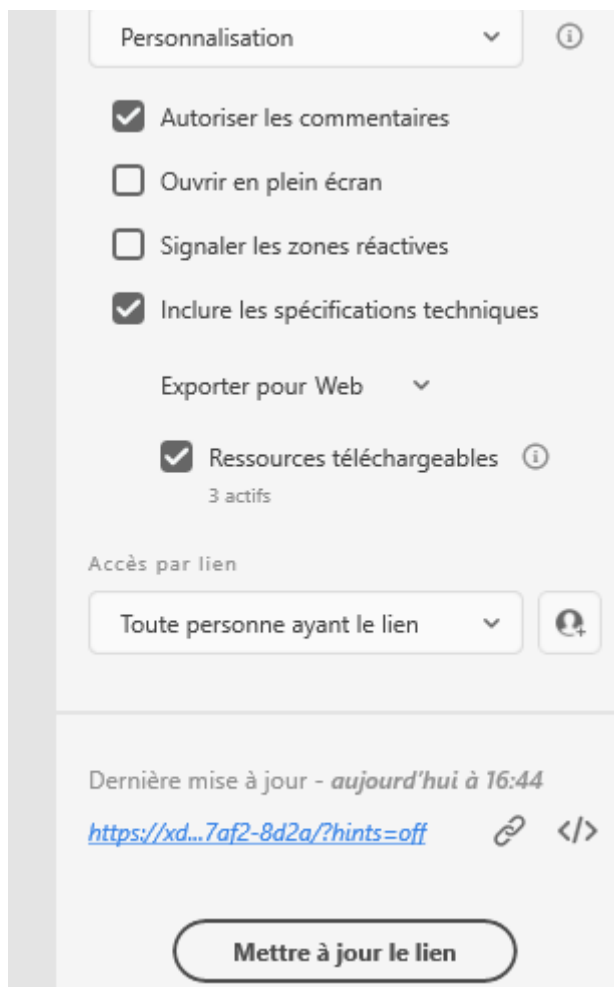 Personnalisation
Autoriser les commentaires
Ouvrir en plein écran
Signaler les zones réactives
Inclure les spécifications techniques
Exporter pour Web
Ressources téléchargeables
3 actifs
Accès par lien
Toute personne ayant le lien
Dernière mise à jour - aujourd'hui à 16:44
https://xd...7af2-8d2a/?hints=off </>
Mettre à jour le lien